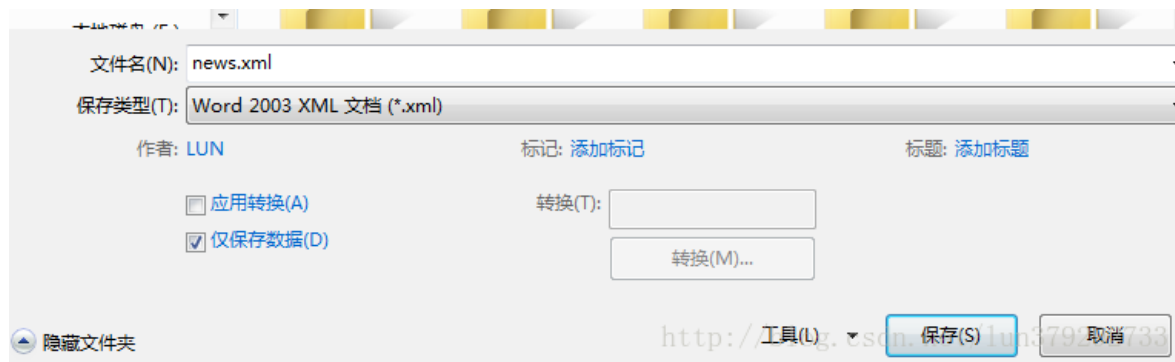 文件名(N): news.xml
保存类型(T): Word 2003 XML 文档 (*.xml)
作者: LUN 标记: 添加标记 标题: 添加标题
应用转换(A) 转换(T):
仅保存数据(D)
转换(M)...
隐藏文件夹 工具(L) 保存(S) 取消